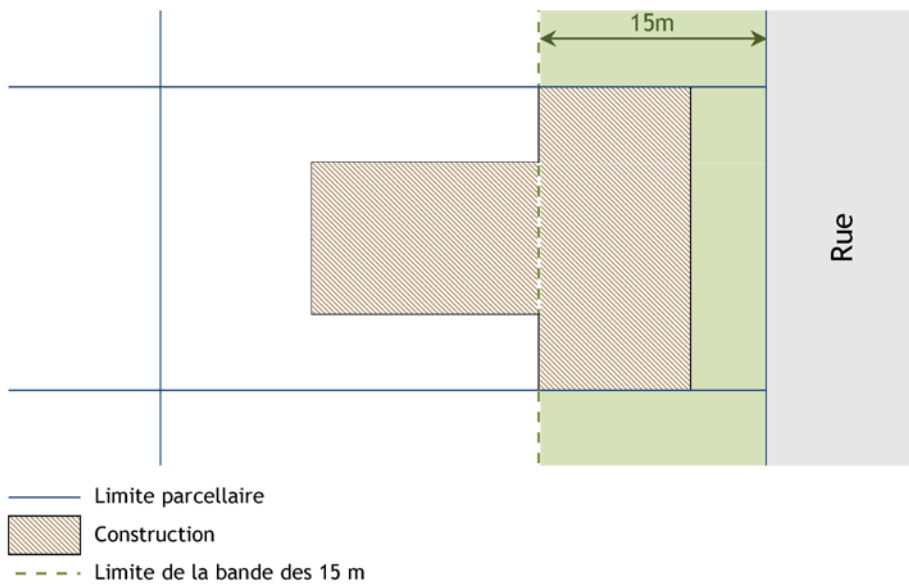 15m
Rue
Limite parcellaire
Construction
Limite de la bande des 15 m